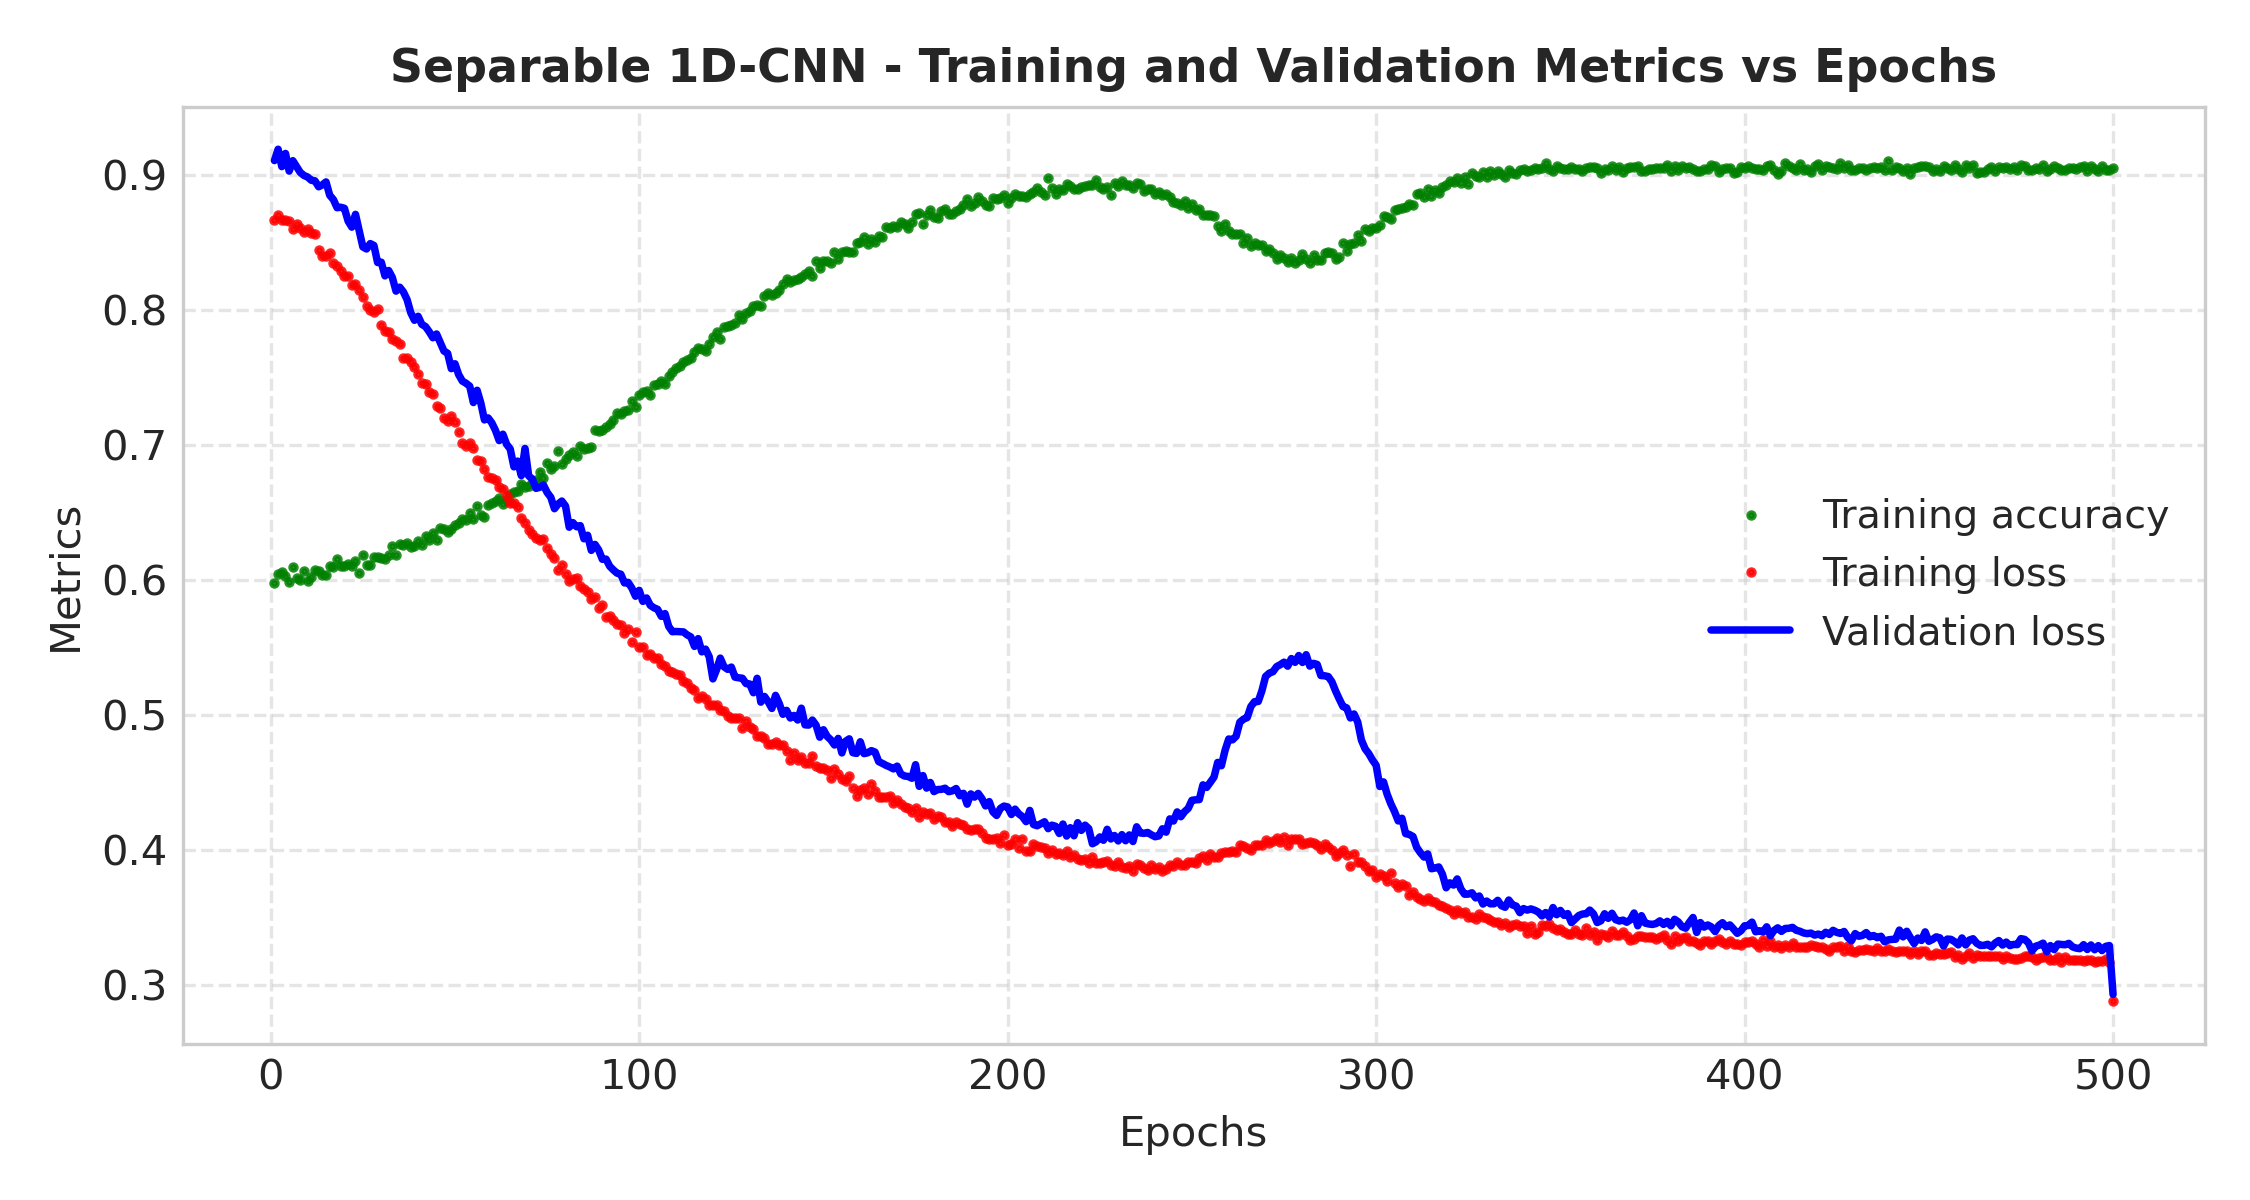 Separable 1D-CNN - Training and Validation Metrics vs Epochs
0.9
0.8
0.7
0.6
0.5
0.4
0.3
Metrics
Training accuracy
Training loss
Validation loss
0 100 200 300 400 500
Epochs